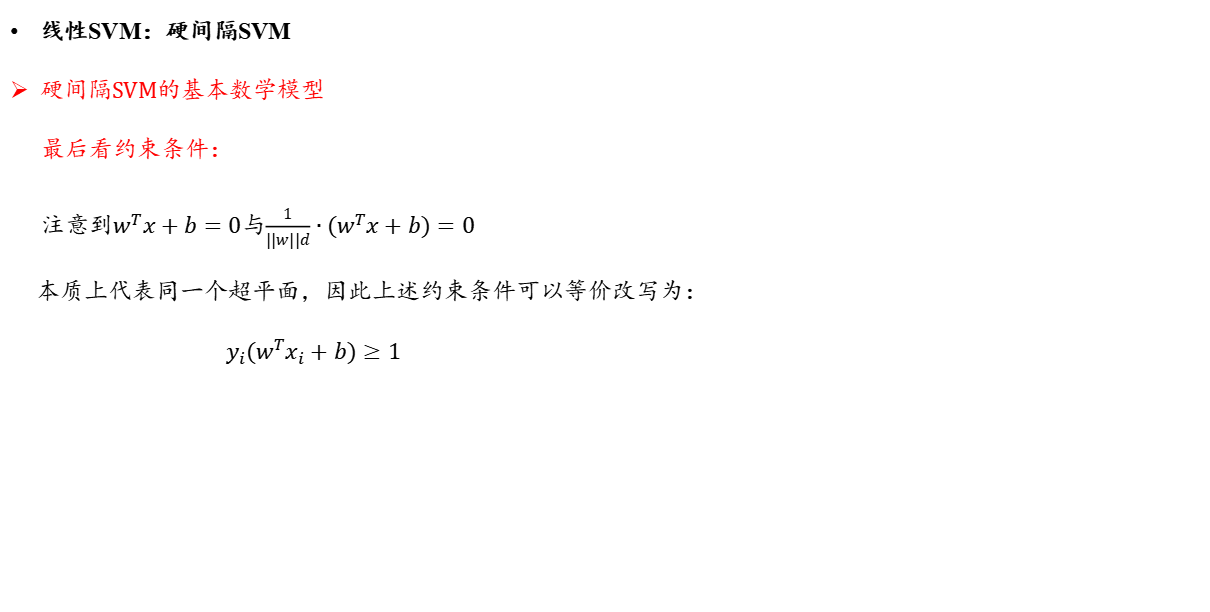 • 线性SVM：硬间隔SVM
➢ 硬间隔SVM的基本数学模型
最后看约束条件：
注意到$w^T x + b = 0$与$\frac{1}{||w||d} \cdot (w^T x + b) = 0$
本质上代表同一个超平面，因此上述约束条件可以等价改写为：
$y_i(w^T x_i + b) \geq 1$